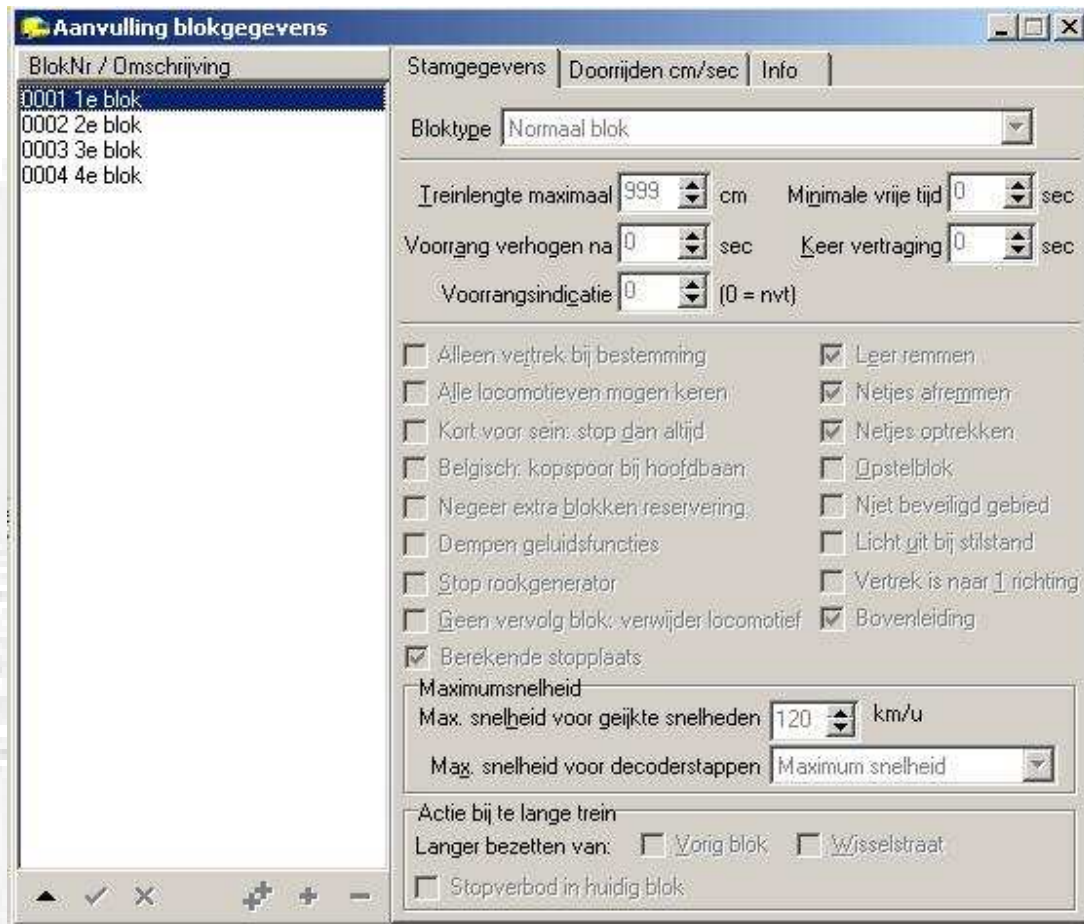 Aanvulling blokgegevens
BlokNr / Omschrijving
0001 1e blok
0002 2e blok
0003 3e blok
0004 4e blok
Stamgegevens Doorrijden cm/sec Info
Bloktype Normaal blok
Treinlengte maximaal 999 cm Minimale vrije tijd 0 sec
Voorrang verhogen na 0 sec Keer vertraging 0 sec
Voorrangsindicatie 0 (0 = nvt)
Alleen vertrek bij bestemming Leer remmen
Alle locomotieven mogen keren Netjes afremmen
Kort voor sein: stop dan altijd Netjes optrekken
Belgisch: kopspoor bij hoofdbaan Opstelblok
Negeer extra blokken reservering Niet beveiligd gebied
Dempen geluidsfuncties Licht uit bij stilstand
Stop rookgenerator Vertrek is naar 1 richting
Geen vervolg blok: verwijder locomotief Bovenleiding
Berekende stopplaats
Maximumsnelheid
Max. snelheid voor geijkte snelheden 120 km/u
Max. snelheid voor decoderstappen Maximum snelheid
Actie bij te lange trein
Langer bezetten van: Vorig blok Wisselstraat
Stopverbod in huidig blok